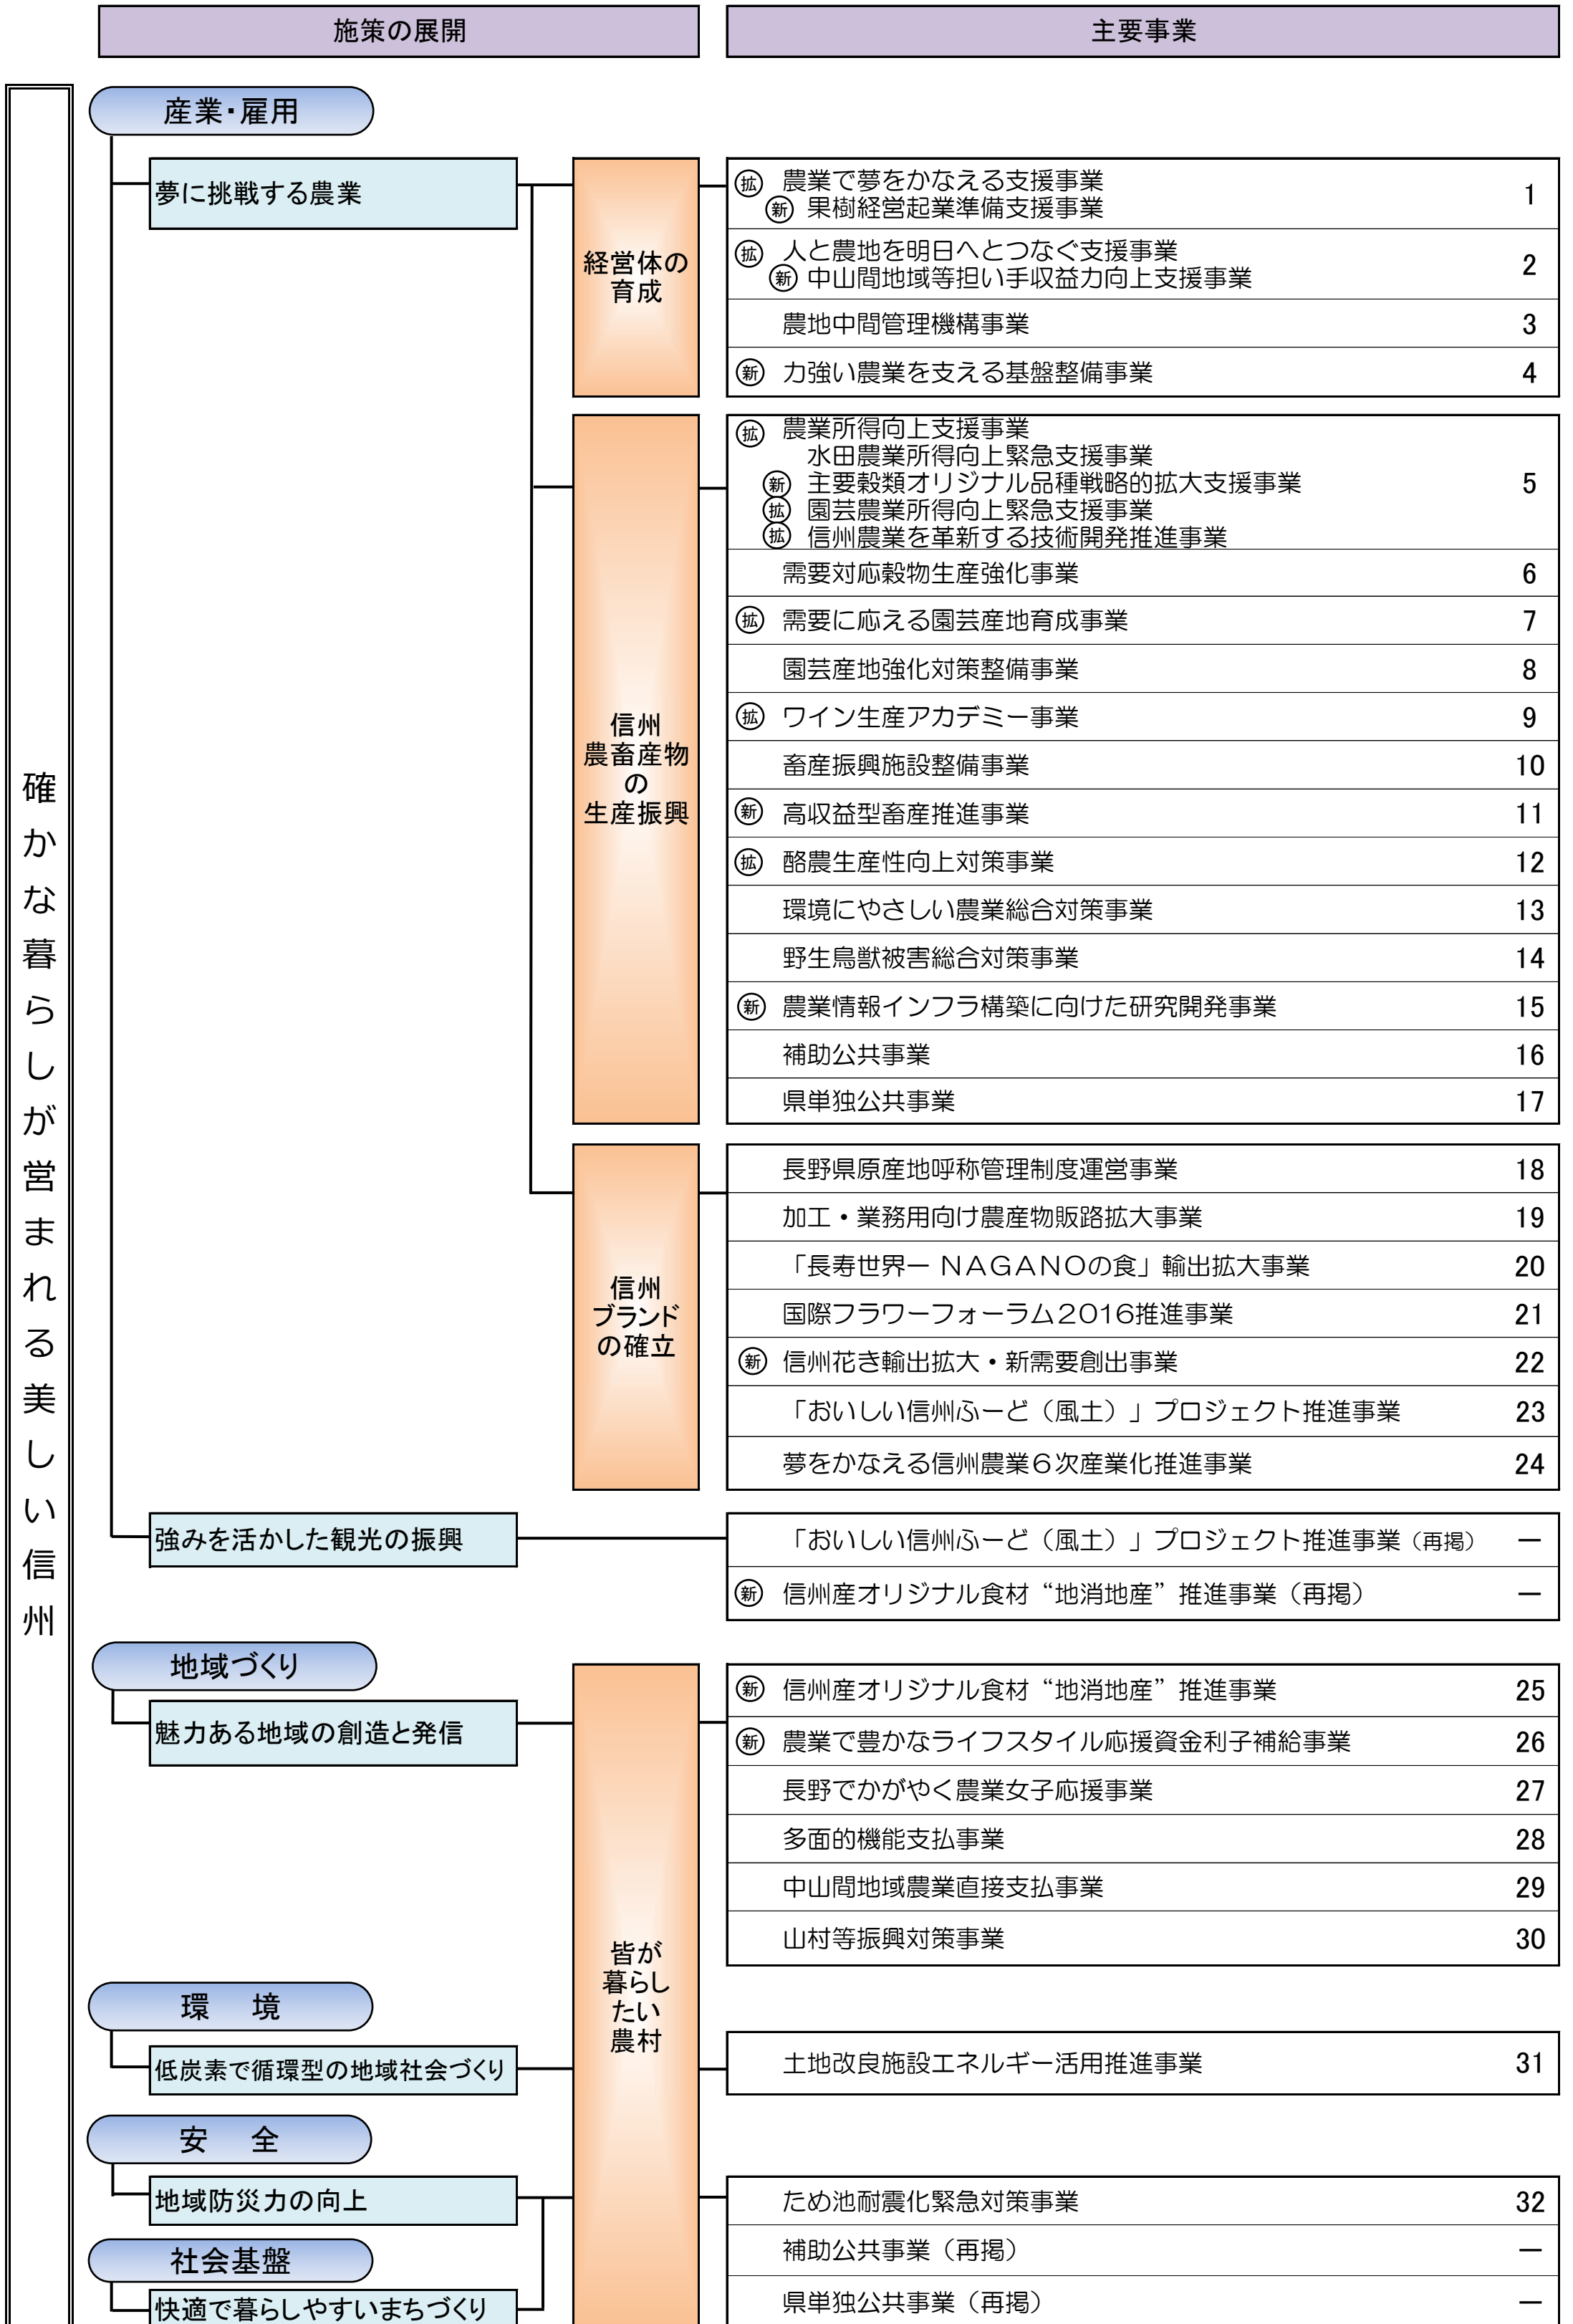 施策の展開
主要事業
確かな暮らしが営まれる美しい信州
産業・雇用
夢に挑戦する農業
経営体の
育成
拡 農業で夢をかなえる支援事業
新 果樹経営起業準備支援事業
1
拡 人と農地を明日へとつなぐ支援事業
新 中山間地域等担い手収益力向上支援事業
2
農地中間管理機構事業 3
新 力強い農業を支える基盤整備事業 4
信州
農畜産物
の
生産振興
拡 農業所得向上支援事業
水田農業所得向上緊急支援事業
新 主要穀類オリジナル品種戦略的拡大支援事業 5
拡 園芸農業所得向上緊急支援事業
拡 信州農業を革新する技術開発推進事業
需要対応穀物生産強化事業 6
拡 需要に応える園芸産地育成事業 7
園芸産地強化対策整備事業 8
拡 ワイン生産アカデミー事業 9
畜産振興施設整備事業 10
新 高収益型畜産推進事業 11
拡 酪農生産性向上対策事業 12
環境にやさしい農業総合対策事業 13
野生鳥獣被害総合対策事業 14
新 農業情報インフラ構築に向けた研究開発事業 15
補助公共事業 16
県単独公共事業 17
信州
ブランド
の確立
長野県原産地呼称管理制度運営事業 18
加工・業務用向け農産物販路拡大事業 19
「長寿世界一 NAGANOの食」輸出拡大事業 20
国際フラワーフォーラム2016推進事業 21
新 信州花き輸出拡大・新需要創出事業 22
「おいしい信州ふーど（風土）」プロジェクト推進事業 23
夢をかなえる信州農業6次産業化推進事業 24
強みを活かした観光の振興
「おいしい信州ふーど（風土）」プロジェクト推進事業（再掲） ー
新 信州産オリジナル食材“地消地産”推進事業（再掲） ー
地域づくり
魅力ある地域の創造と発信
皆が
暮らし
たい
農村
新 信州産オリジナル食材“地消地産”推進事業 25
新 農業で豊かなライフスタイル応援資金利子補給事業 26
長野でかがやく農業女子応援事業 27
多面的機能支払事業 28
中山間地域農業直接支払事業 29
山村等振興対策事業 30
環 境
低炭素で循環型の地域社会づくり
土地改良施設エネルギー活用推進事業 31
安 全
地域防災力の向上
ため池耐震化緊急対策事業 32
補助公共事業（再掲） ー
県単独公共事業（再掲） ー
社会基盤
快適で暮らしやすいまちづくり